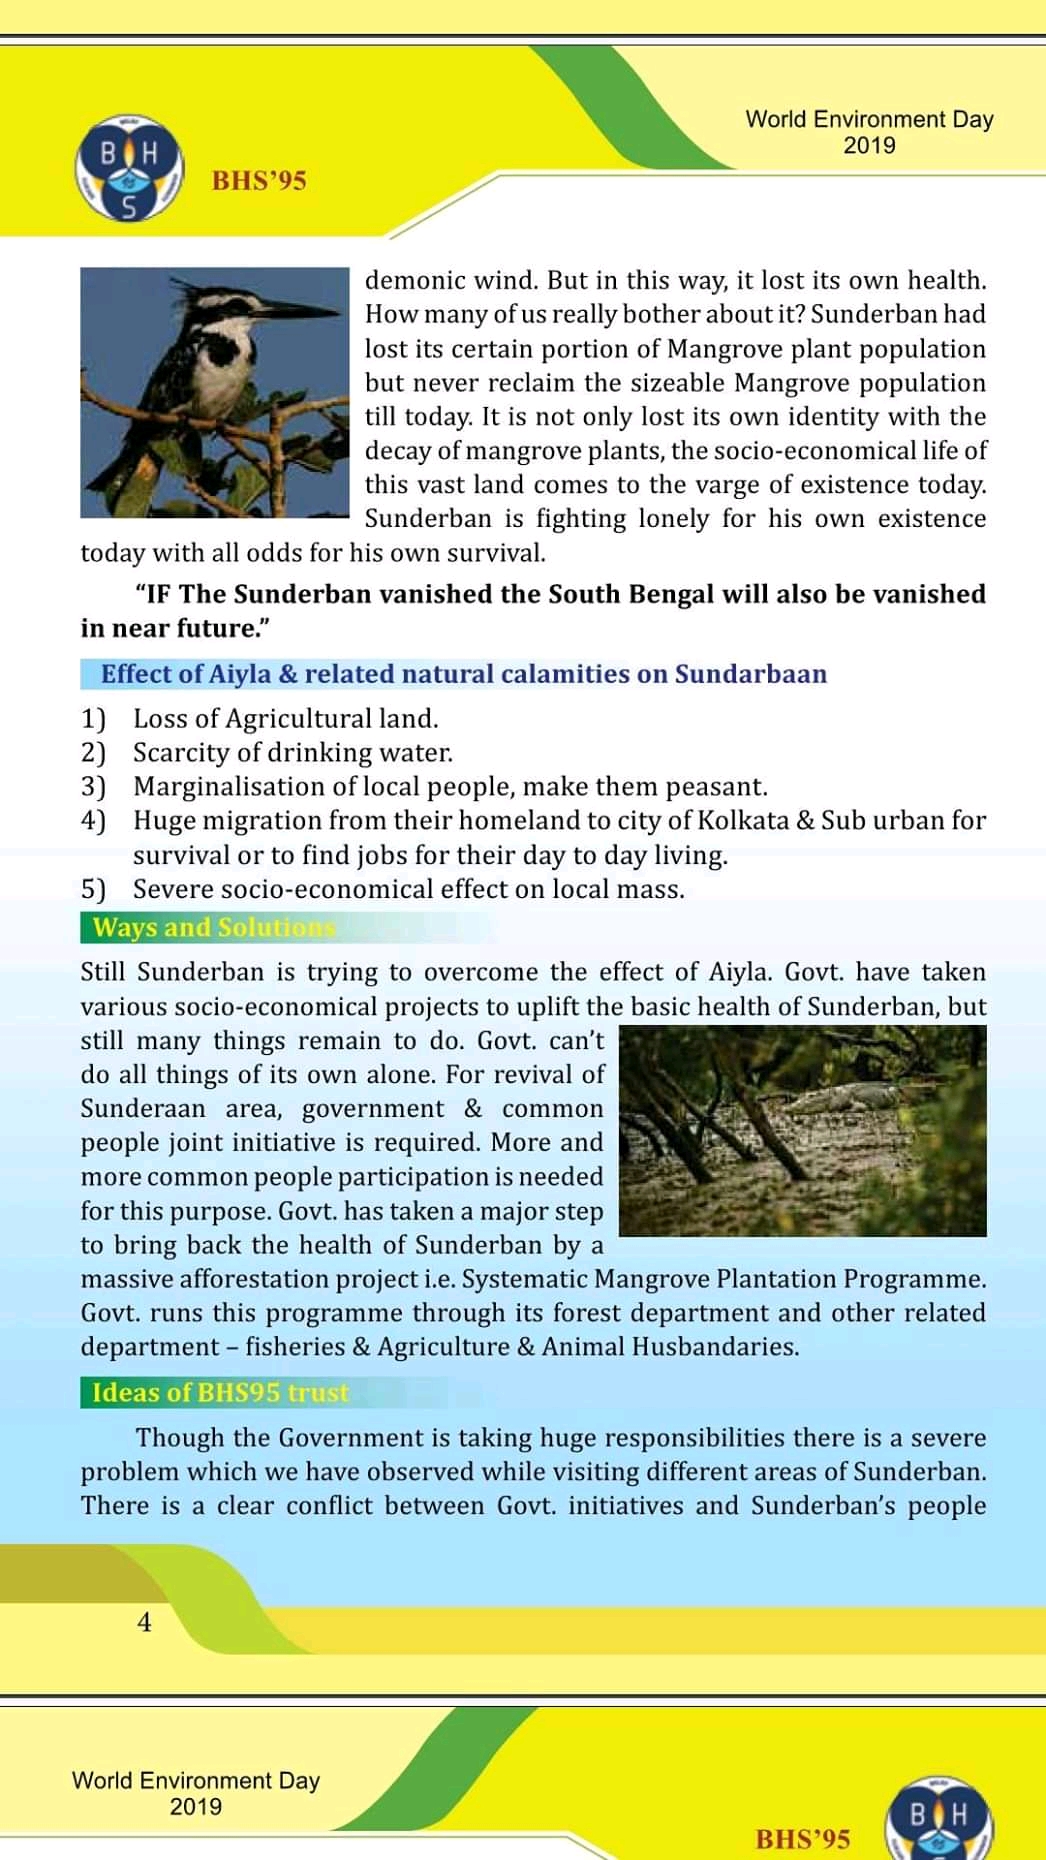 World Environment Day
2019
B H
S
BHS’95
demonic wind. But in this way, it lost its own health.
How many of us really bother about it? Sunderban had
lost its certain portion of Mangrove plant population
but never reclaim the sizeable Mangrove population
till today. It is not only lost its own identity with the
decay of mangrove plants, the socio-economical life of
this vast land comes to the varge of existence today.
Sunderban is fighting lonely for his own existence
today with all odds for his own survival.
“IF The Sunderban vanished the South Bengal will also be vanished
in near future.”
Effect of Aiyla & related natural calamities on Sundarbaan
1) Loss of Agricultural land.
2) Scarcity of drinking water.
3) Marginalisation of local people, make them peasant.
4) Huge migration from their homeland to city of Kolkata & Sub urban for
survival or to find jobs for their day to day living.
5) Severe socio-economical effect on local mass.
Ways and Solutions
Still Sunderban is trying to overcome the effect of Aiyla. Govt. have taken
various socio-economical projects to uplift the basic health of Sunderban, but
still many things remain to do. Govt. can’t
do all things of its own alone. For revival of
Sunderaan area, government & common
people joint initiative is required. More and
more common people participation is needed
for this purpose. Govt. has taken a major step
to bring back the health of Sunderban by a
massive afforestation project i.e. Systematic Mangrove Plantation Programme.
Govt. runs this programme through its forest department and other related
department – fisheries & Agriculture & Animal Husbandaries.
Ideas of BHS95 trust
Though the Government is taking huge responsibilities there is a severe
problem which we have observed while visiting different areas of Sunderban.
There is a clear conflict between Govt. initiatives and Sunderban’s people
4
World Environment Day
2019
B H
BHS’95